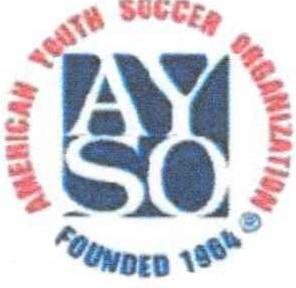 AMERICAN YOUTH SOCCER ORGANIZATION
AY
SO
FOUNDED 1964 ®